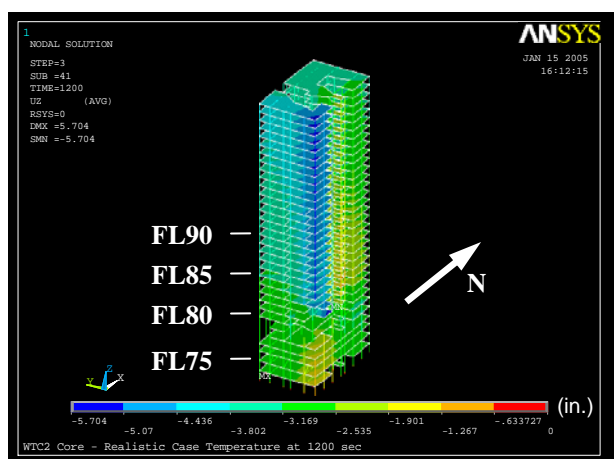 1
NODAL SOLUTION
STEP=3
SUB =41
TIME=1200
UZ (AVG)
RSYS=0
DMX =5.704
SMN =-5.704
ANSYS
JAN 15 2005
16:12:15
FL90
FL85
FL80
FL75
N
MN
MX
Z
Y
X
(in.)
-5.704 -4.436 -3.169 -1.901 -.633727
-5.07 -3.802 -2.535 -1.267 0
WTC2 Core - Realistic Case Temperature at 1200 sec